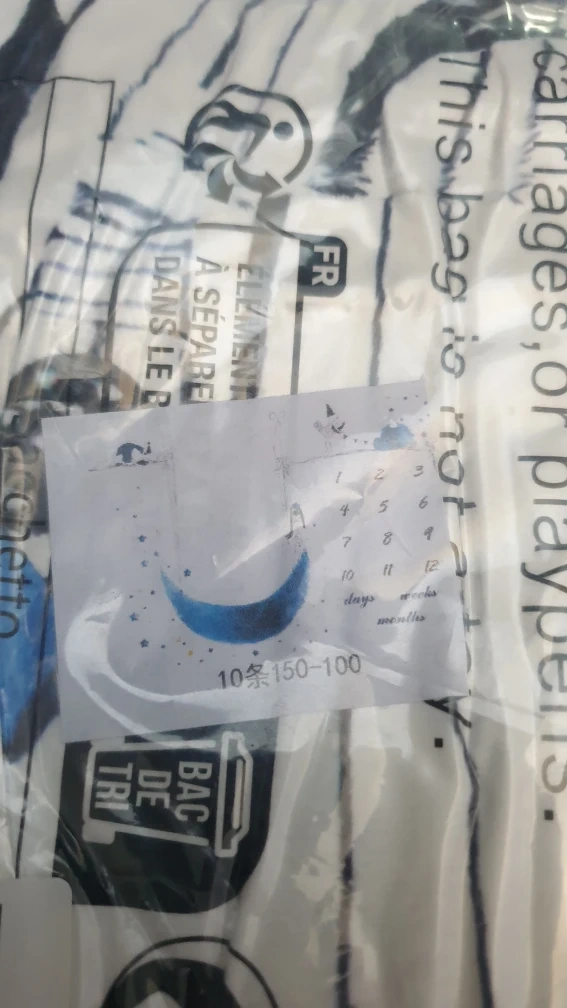 carriages, or playpens.
This bag is not a toy.
FR
À SÉPARE
DANS LE B
BAC
DE
TRI
1 2 3
4 5 6
7 8 9
10 11 12
days weeks
months
10条150-100